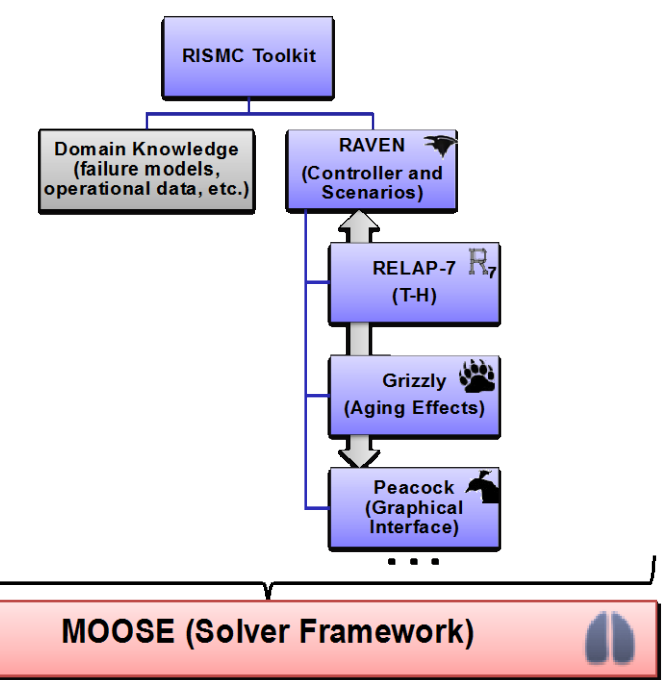 RISMC Toolkit
Domain Knowledge
(failure models,
operational data, etc.)
RAVEN
(Controller and
Scenarios)
RELAP-7
(T-H)
R7
Grizzly
(Aging Effects)
Peacock
(Graphical
Interface)
...
MOOSE (Solver Framework)